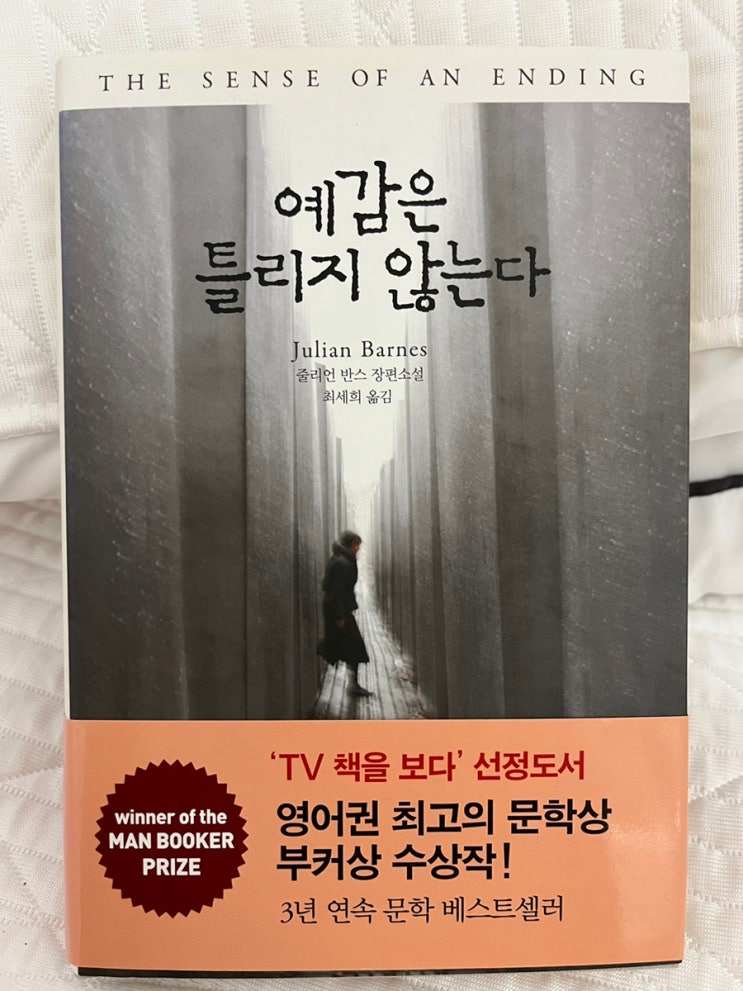 THE SENSE OF AN ENDING
예감은
틀리지 않는다
Julian Barnes
줄리언 반스 장편소설
최세희 옮김
'TV 책을 보다' 선정도서
winner of the
MAN BOOKER
PRIZE
영어권 최고의 문학상
부커상 수상작!
3년 연속 문학 베스트셀러